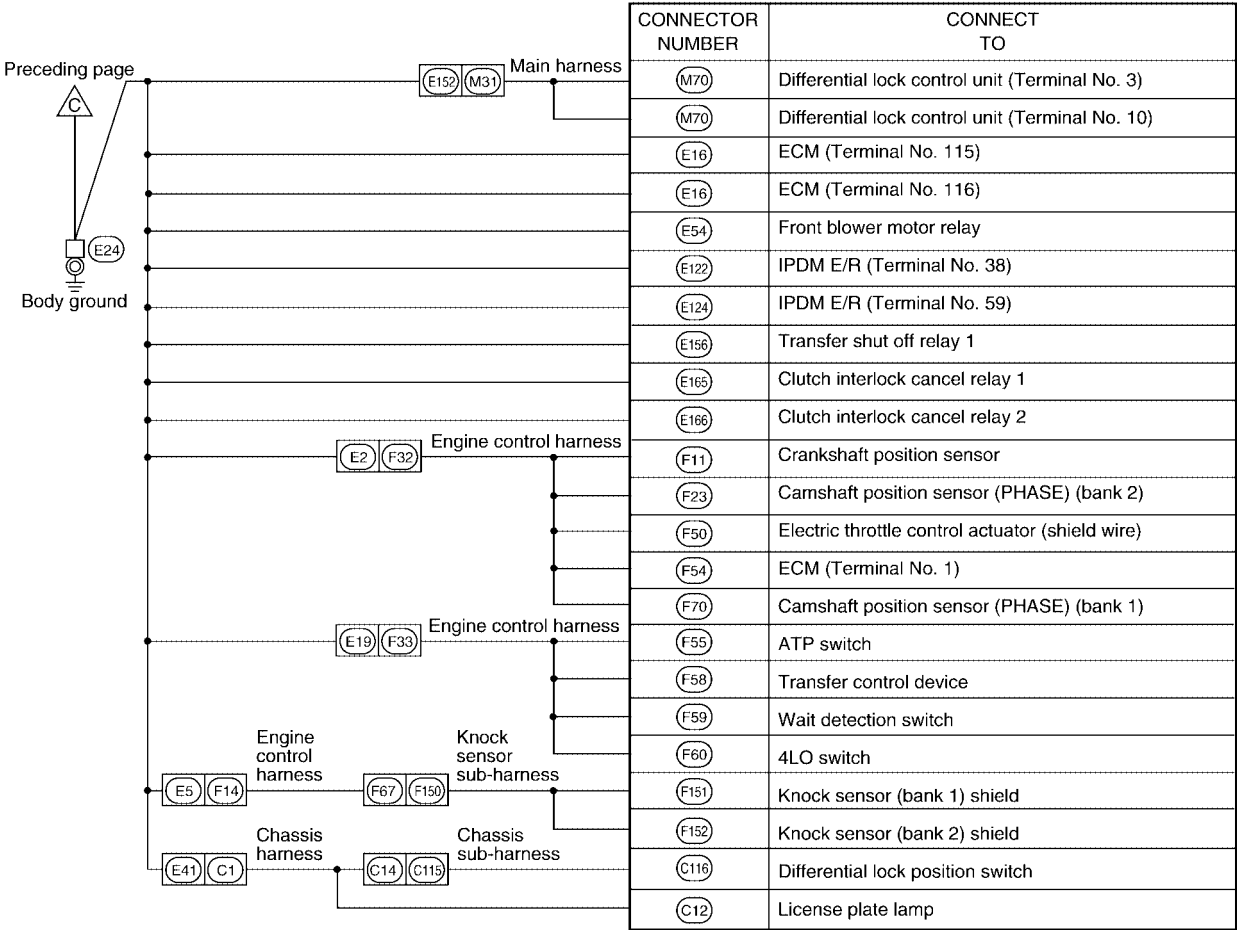 CONNECTOR NUMBER
CONNECT TO
Preceding page
C
E24
Body ground
E152 M31 Main harness
M70 Differential lock control unit (Terminal No. 3)
M70 Differential lock control unit (Terminal No. 10)
E16 ECM (Terminal No. 115)
E16 ECM (Terminal No. 116)
E54 Front blower motor relay
E122 IPDM E/R (Terminal No. 38)
E124 IPDM E/R (Terminal No. 59)
E156 Transfer shut off relay 1
E165 Clutch interlock cancel relay 1
E166 Clutch interlock cancel relay 2
E2 F32 Engine control harness
F11 Crankshaft position sensor
F23 Camshaft position sensor (PHASE) (bank 2)
F50 Electric throttle control actuator (shield wire)
F54 ECM (Terminal No. 1)
F70 Camshaft position sensor (PHASE) (bank 1)
E19 F33 Engine control harness
F55 ATP switch
F58 Transfer control device
F59 Wait detection switch
F60 4LO switch
E5 F14
Engine
control
harness
F67 F150
Knock
sensor
sub-harness
F151 Knock sensor (bank 1) shield
F152 Knock sensor (bank 2) shield
E41 C1
Chassis
harness
C14 C115
Chassis
sub-harness
C116 Differential lock position switch
C12 License plate lamp